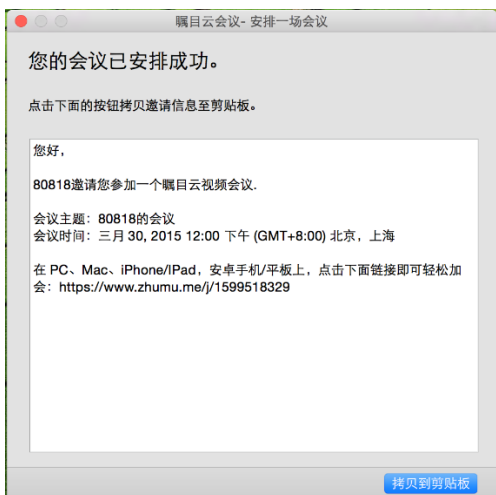 瞩目云会议- 安排一场会议
您的会议已安排成功。
点击下面的按钮拷贝邀请信息至剪贴板。
您好，
80818邀请您参加一个瞩目云视频会议.
会议主题：80818的会议
会议时间：三月 30, 2015 12:00 下午 (GMT+8:00) 北京，上海
在 PC、Mac、iPhone/IPad，安卓手机/平板上，点击下面链接即可轻松加
会：https://www.zhumu.me/j/1599518329
拷贝到剪贴板